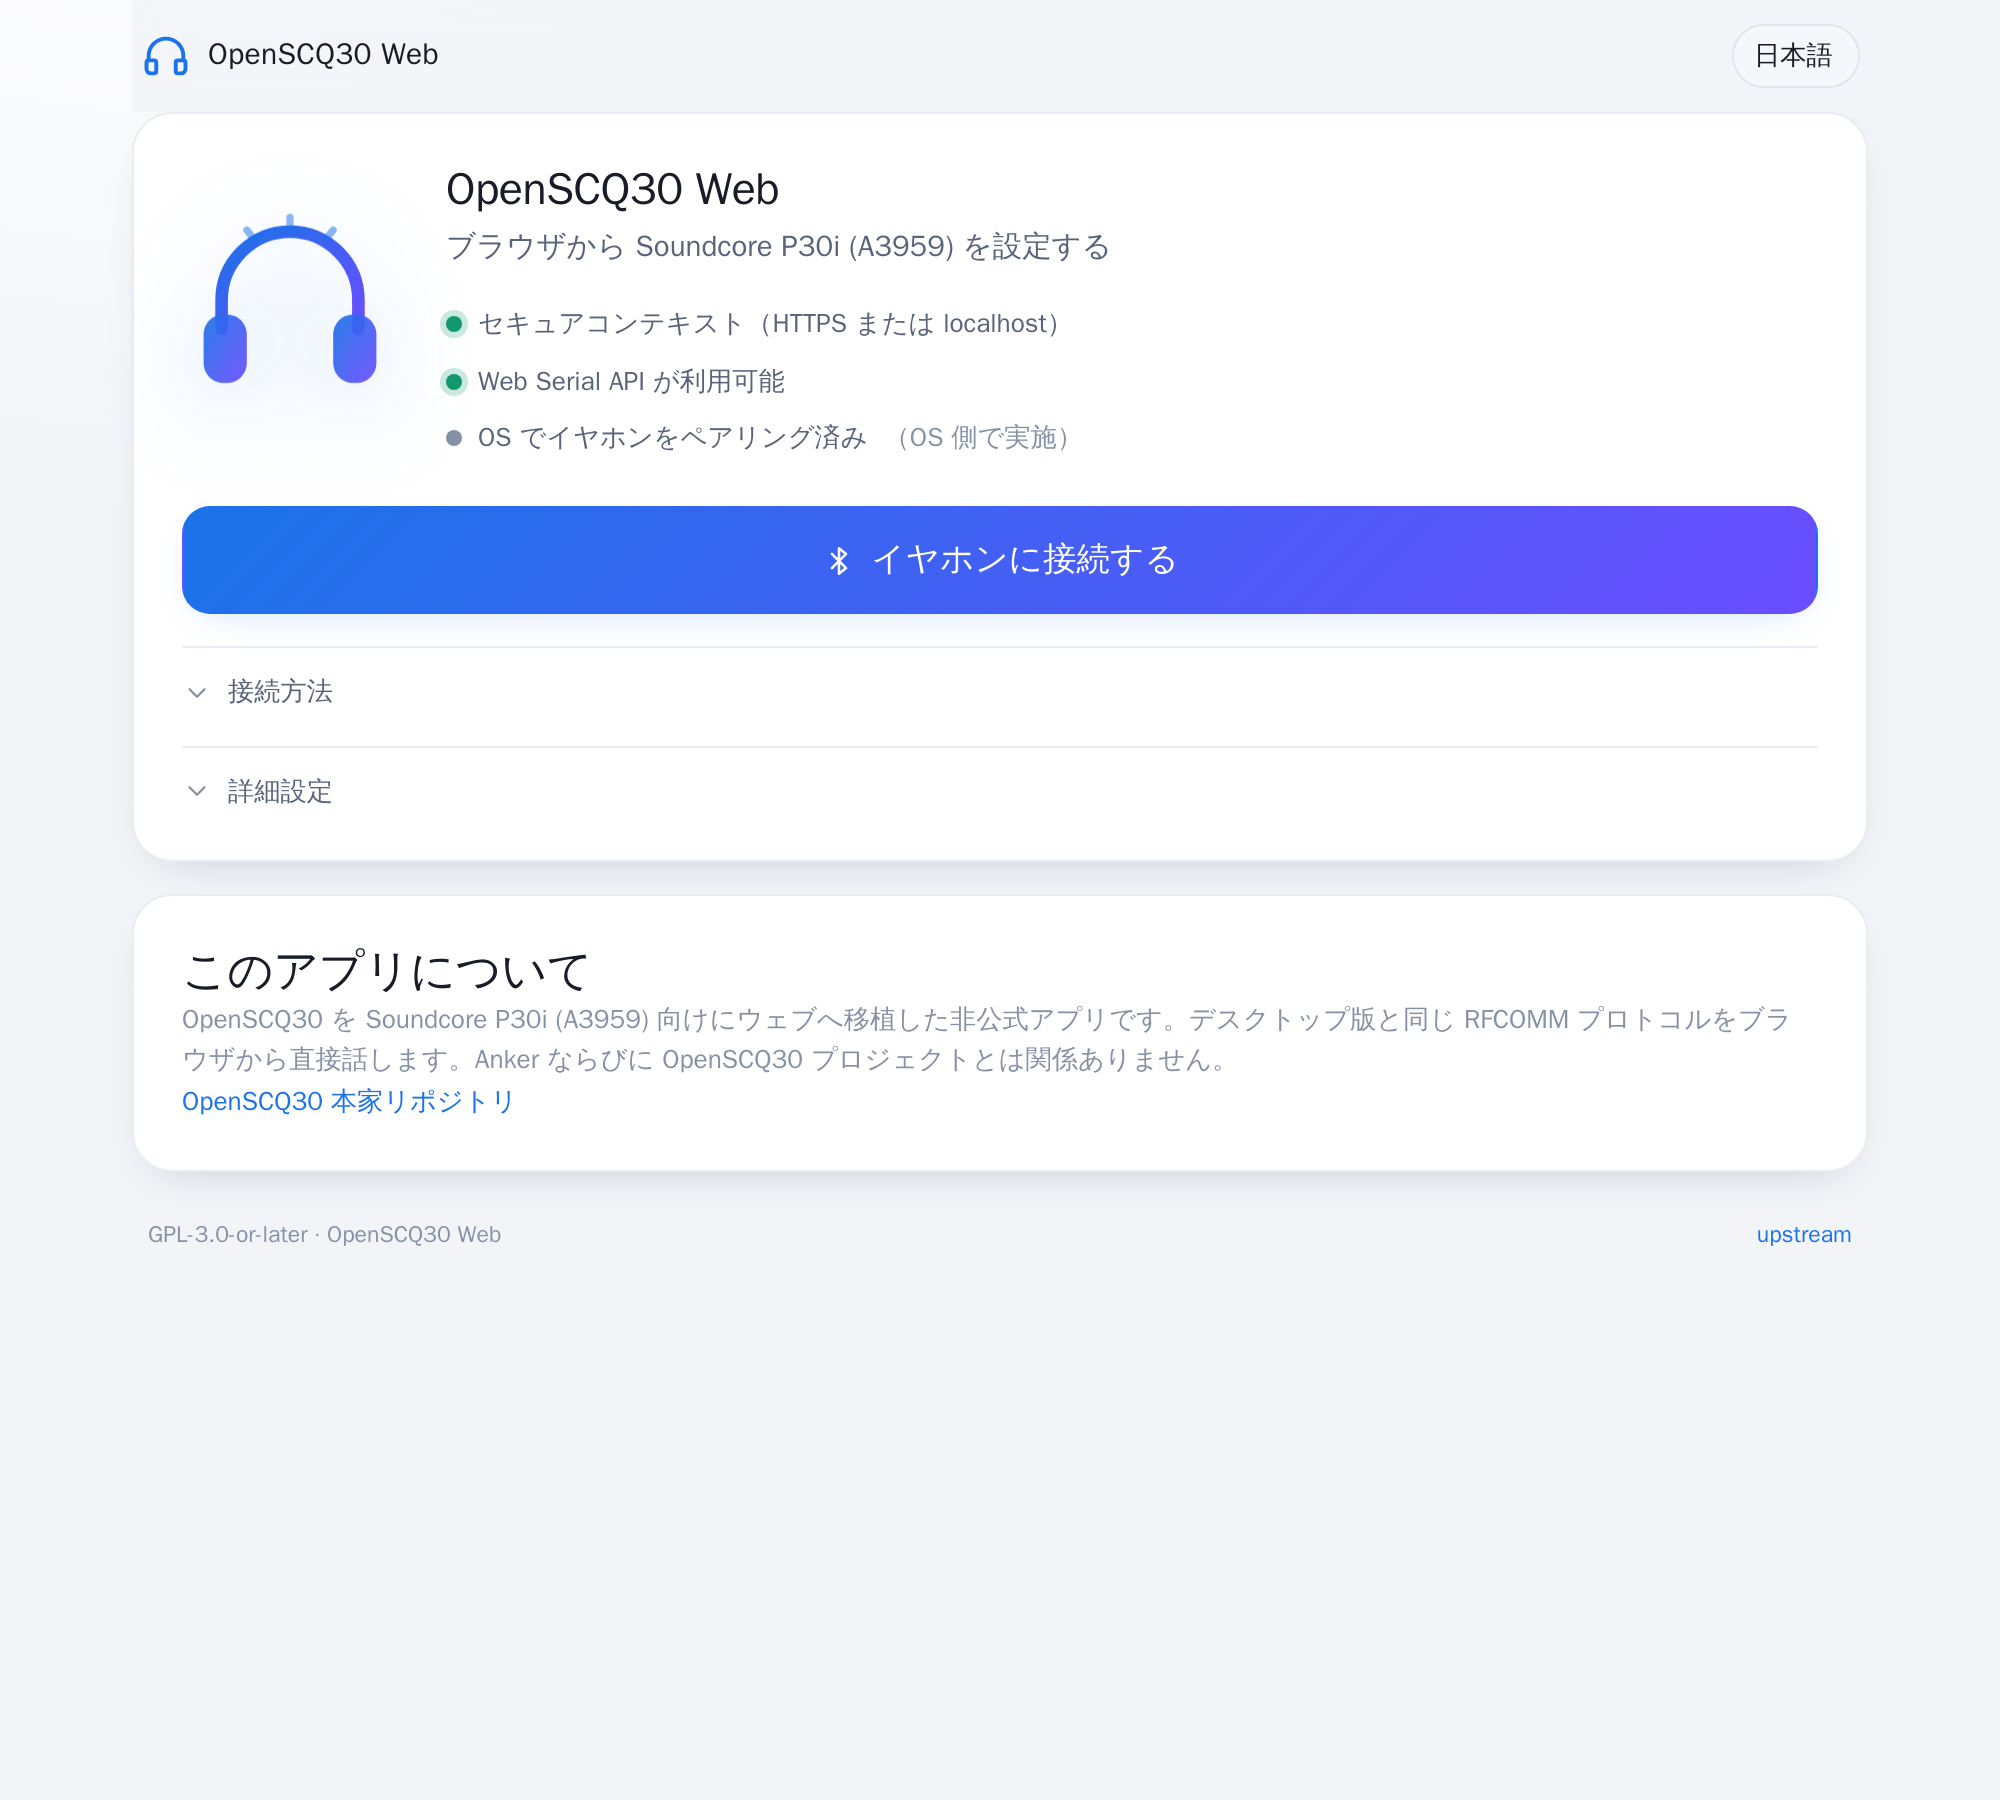 OpenSCQ30 Web
日本語
OpenSCQ30 Web
ブラウザから Soundcore P30i (A3959) を設定する
セキュアコンテキスト（HTTPS または localhost）
Web Serial API が利用可能
OS でイヤホンをペアリング済み （OS 側で実施）
イヤホンに接続する
接続方法
詳細設定
このアプリについて
OpenSCQ30 を Soundcore P30i (A3959) 向けにウェブへ移植した非公式アプリです。デスクトップ版と同じ RFCOMM プロトコルをブラ
ウザから直接話します。Anker ならびに OpenSCQ30 プロジェクトとは関係ありません。
OpenSCQ30 本家リポジトリ
GPL-3.0-or-later · OpenSCQ30 Web
upstream